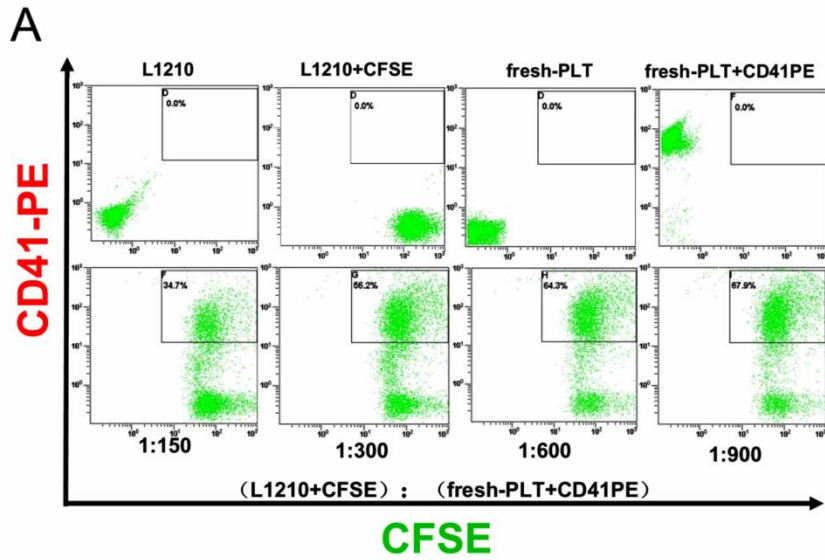 A
L1210
L1210+CFSE
fresh-PLT
fresh-PLT+CD41PE
CD41-PE
D
0.0%
D
0.0%
D
0.0%
F
0.0%
F
34.7%
G
56.2%
H
64.3%
I
67.9%
1:150
1:300
1:600
1:900
（L1210+CFSE）：（fresh-PLT+CD41PE）
CFSE